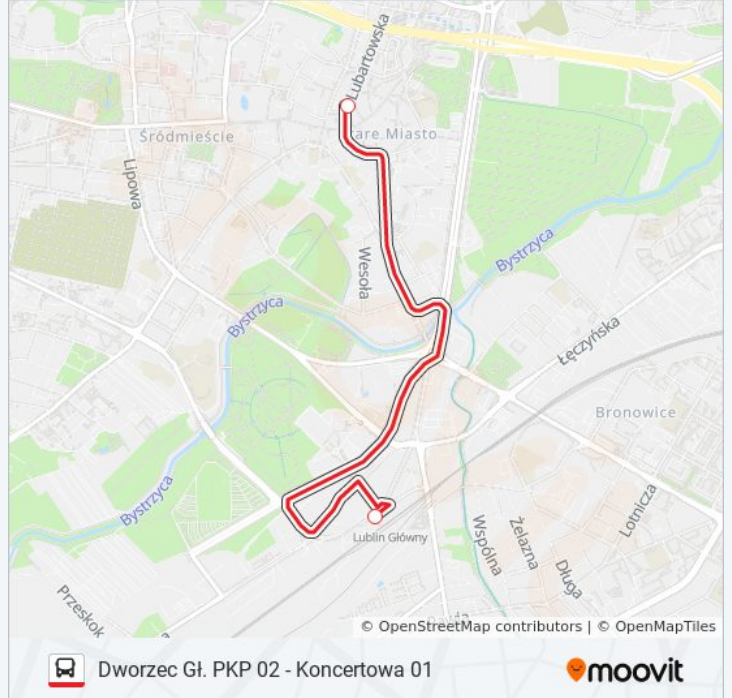 Lubartowska
Śródmieście
tare Miasto
Lipowa
Wesoła
Bystrzyca
Bystrzyca
Łęczyńska
Bronowice
Bystrzyca
Lublin Główny
Lotnicza
Wspólna
Żelazna
Długa
Przeskok
© OpenStreetMap contributors | © OpenMapTiles
Dworzec Gł. PKP 02 - Koncertowa 01
moovit